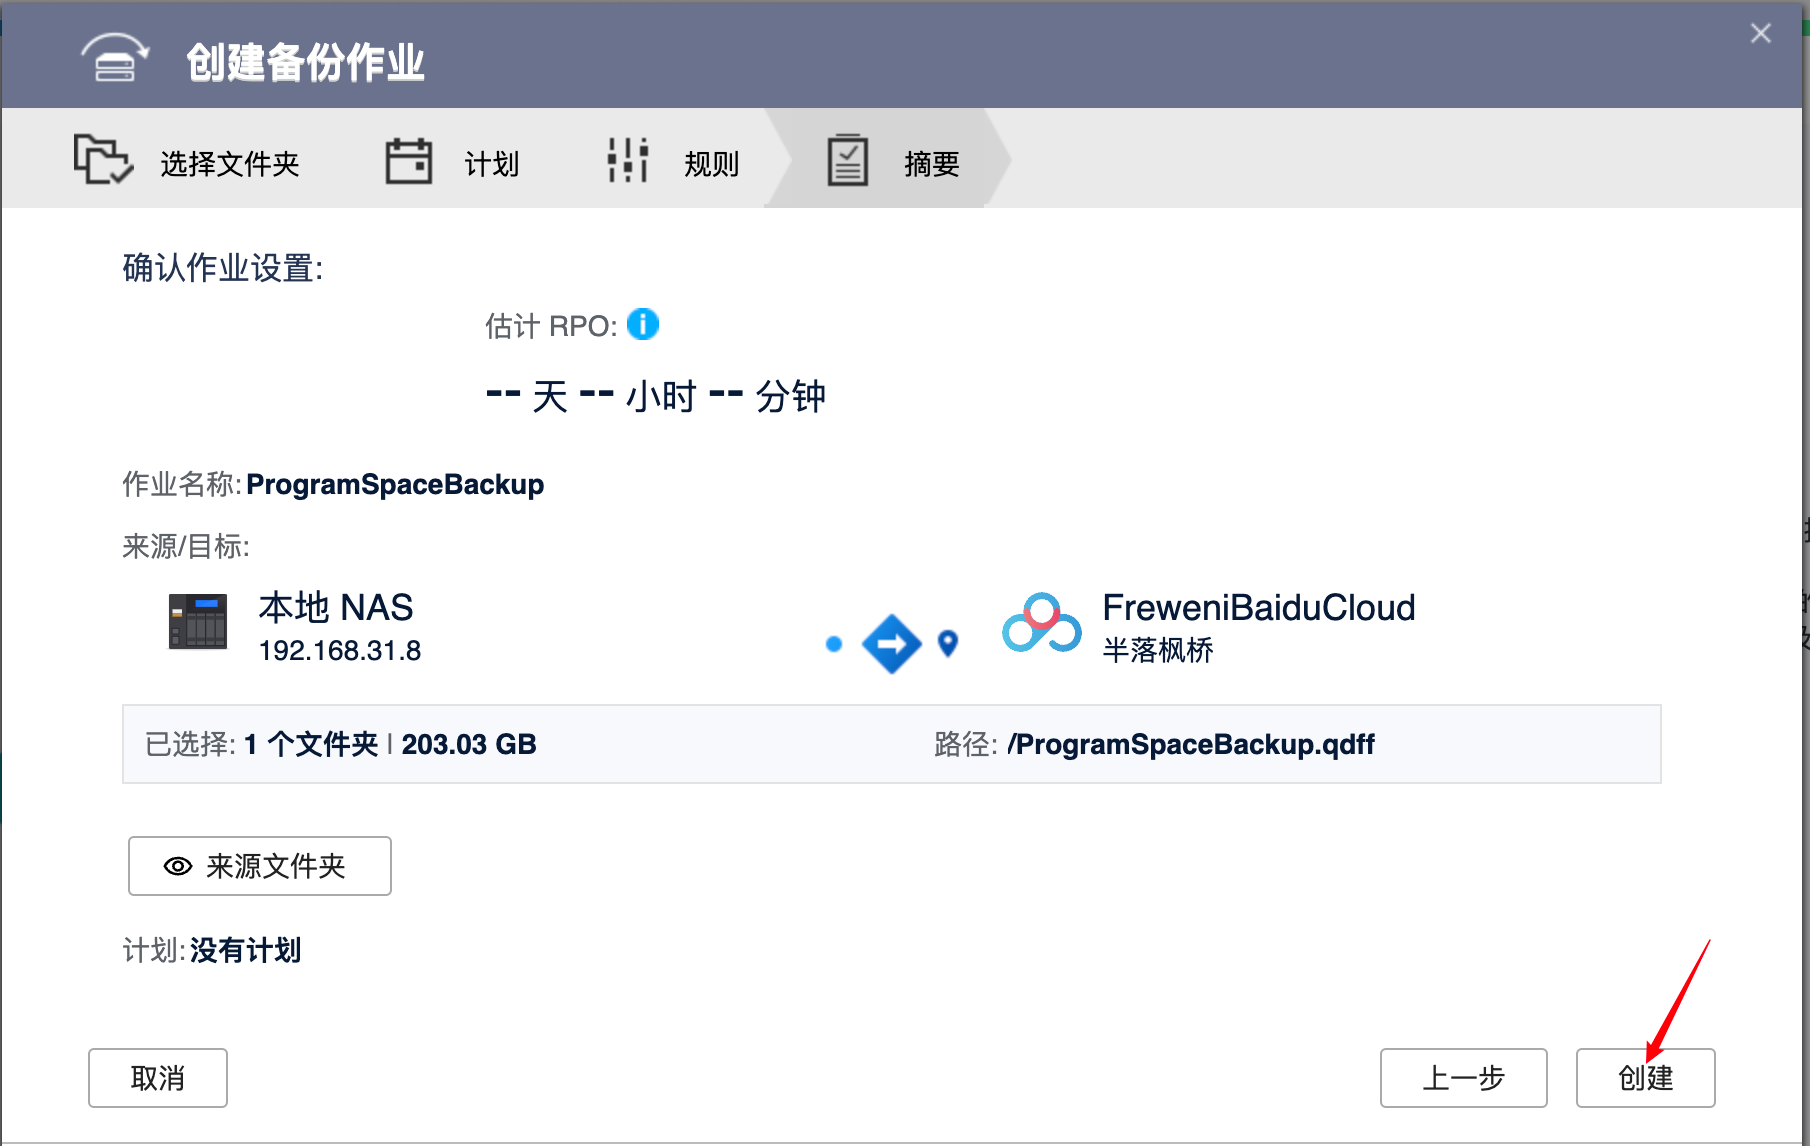 创建备份作业
选择文件夹 计划 规则 摘要
确认作业设置:
估计 RPO:
-- 天 -- 小时 -- 分钟
作业名称: ProgramSpaceBackup
来源/目标:
本地 NAS
192.168.31.8
FreweniBaiduCloud
半落枫桥
已选择: 1 个文件夹 | 203.03 GB
路径: /ProgramSpaceBackup.qdff
来源文件夹
计划: 没有计划
取消 上一步 创建